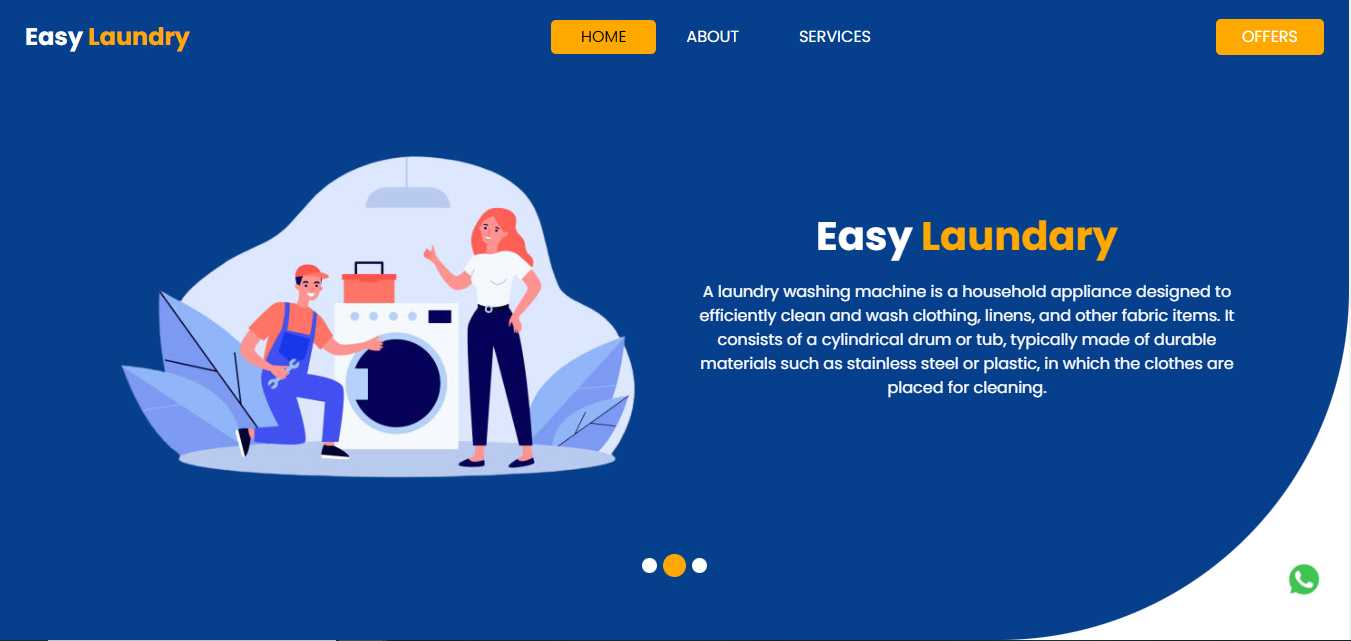 Easy Laundry
HOME
ABOUT
SERVICES
OFFERS
Easy Laundary
A laundry washing machine is a household appliance designed to
efficiently clean and wash clothing, linens, and other fabric items. It
consists of a cylindrical drum or tub, typically made of durable
materials such as stainless steel or plastic, in which the clothes are
placed for cleaning.